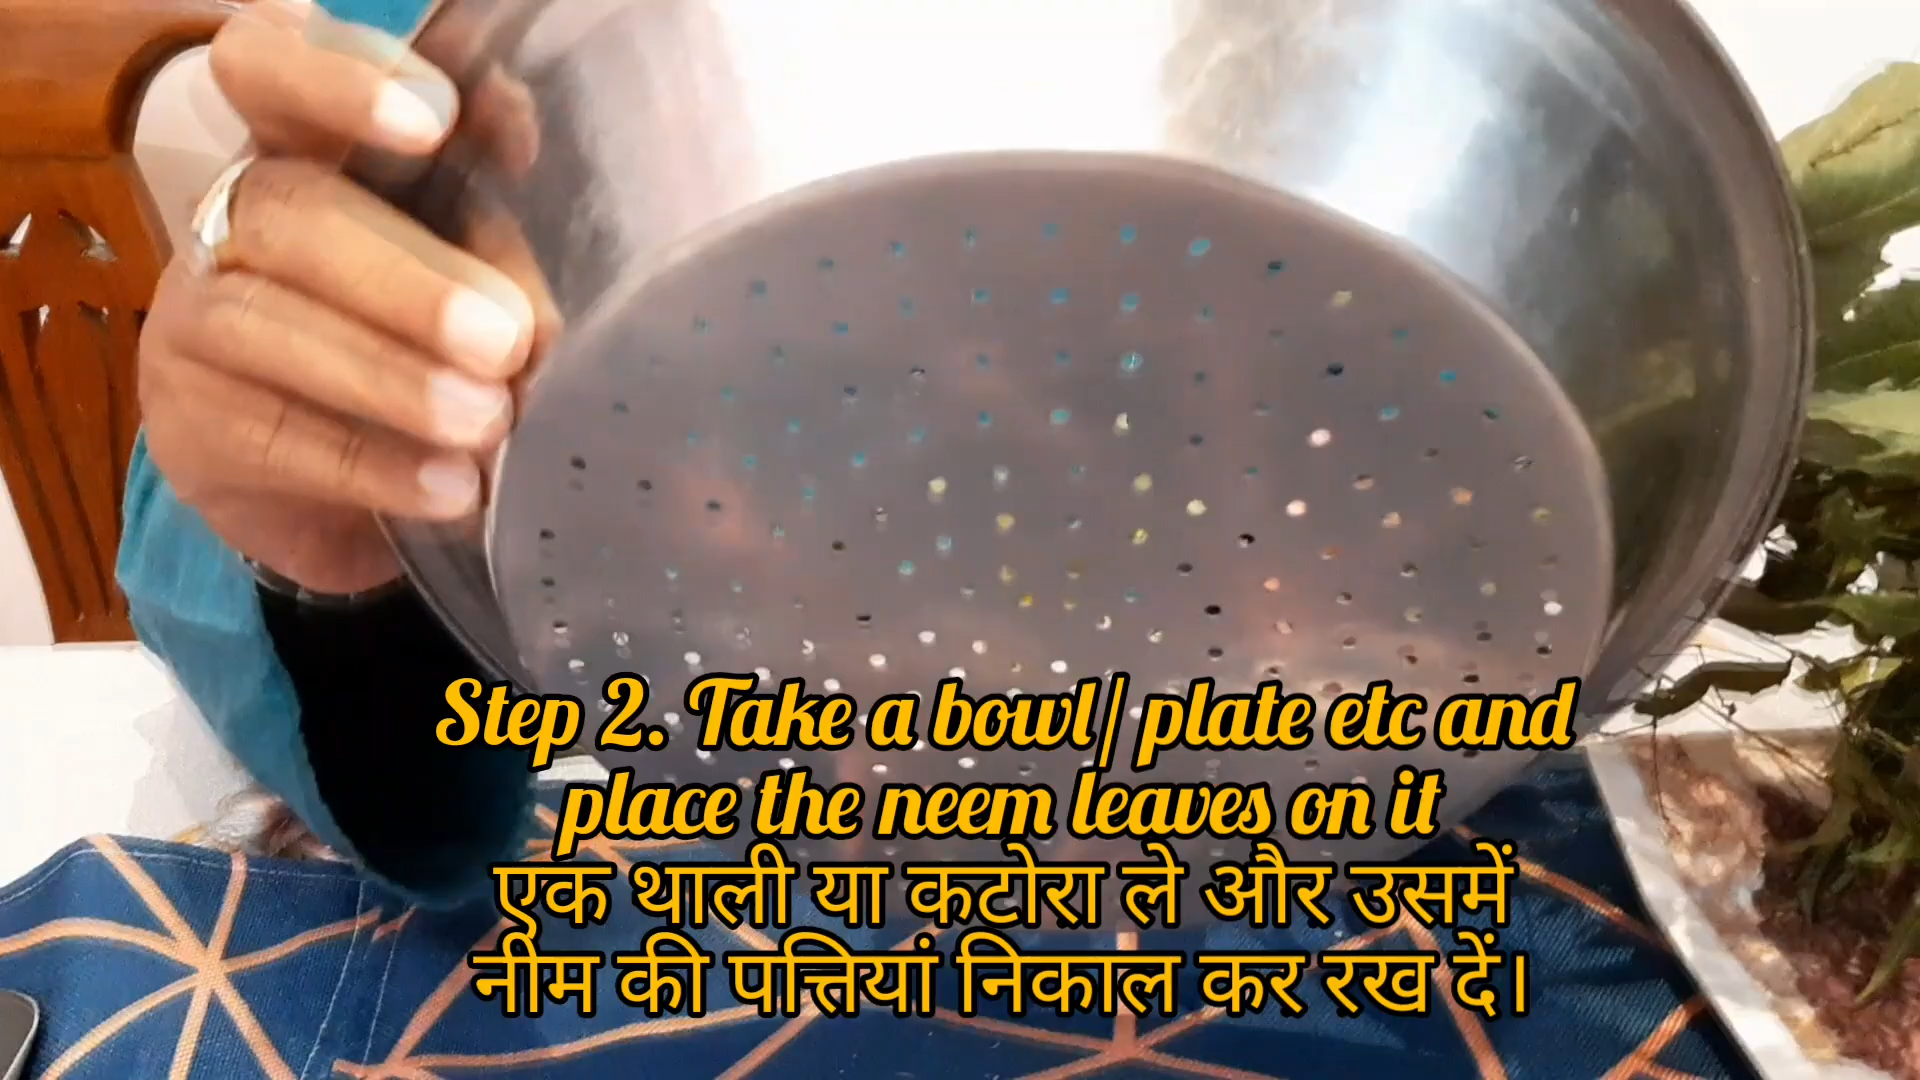 Step 2. Take a bowl/ plate etc and
place the neem leaves on it
एक थाली या कटोरा ले और उसमें
नीम की पत्तियां निकाल कर रख दें।